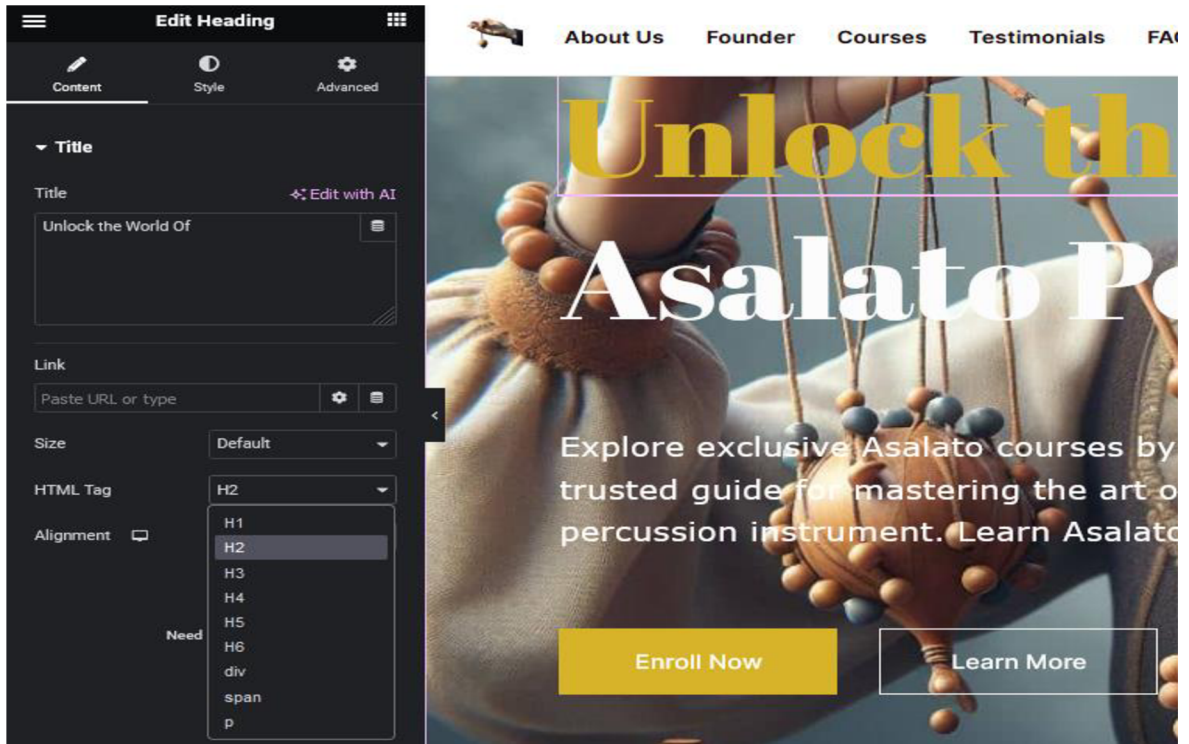 Edit Heading
Content Style Advanced
Title
Title Edit with AI
Unlock the World Of
Link
Paste URL or type
Size Default
HTML Tag H2
Alignment
H1
H2
H3
H4
H5
H6
div
span
p
Need
About Us Founder Courses Testimonials FAQ
Unlock th
Asalato Pe
Explore exclusive Asalato courses by
trusted guide for mastering the art o
percussion instrument. Learn Asalato
Enroll Now Learn More